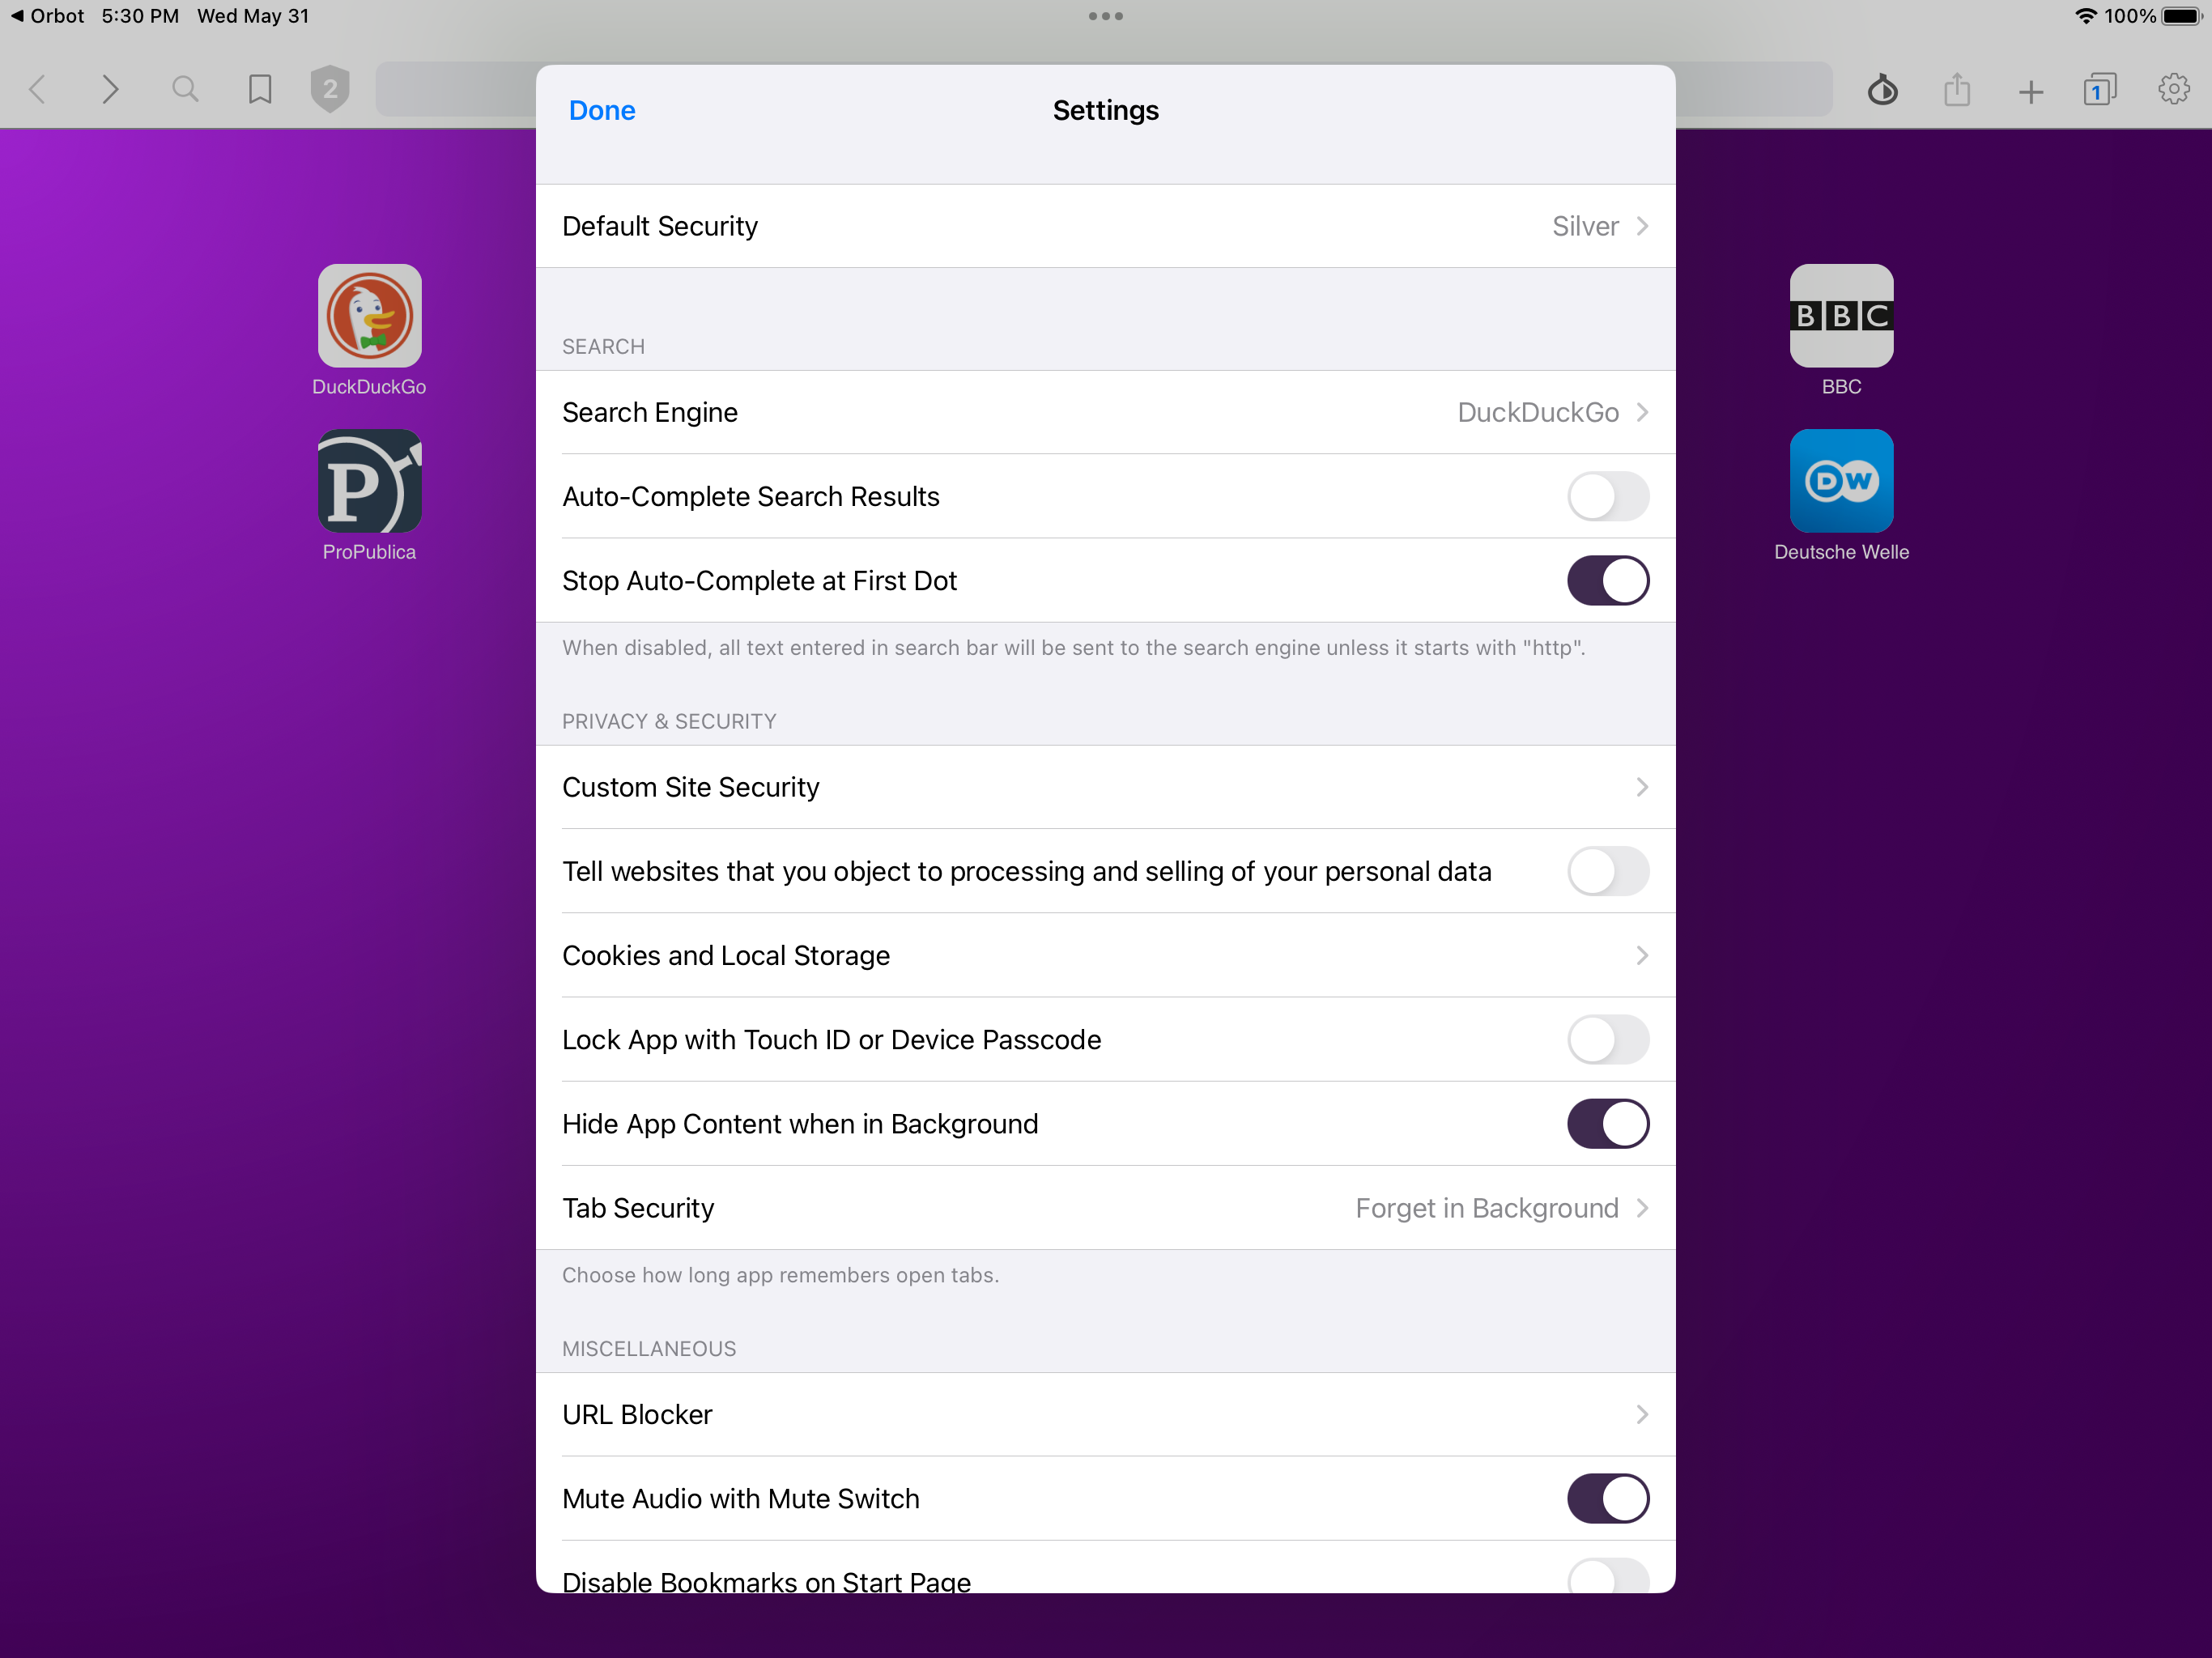 Orbot 5:30 PM Wed May 31
100%
2
1
Done
Settings
Default Security
Silver
SEARCH
Search Engine
DuckDuckGo
Auto-Complete Search Results
Stop Auto-Complete at First Dot
When disabled, all text entered in search bar will be sent to the search engine unless it starts with "http".
PRIVACY & SECURITY
Custom Site Security
Tell websites that you object to processing and selling of your personal data
Cookies and Local Storage
Lock App with Touch ID or Device Passcode
Hide App Content when in Background
Tab Security
Forget in Background
Choose how long app remembers open tabs.
MISCELLANEOUS
URL Blocker
Mute Audio with Mute Switch
Disable Bookmarks on Start Page
DuckDuckGo
P
ProPublica
BBC
BBC
DW
Deutsche Welle